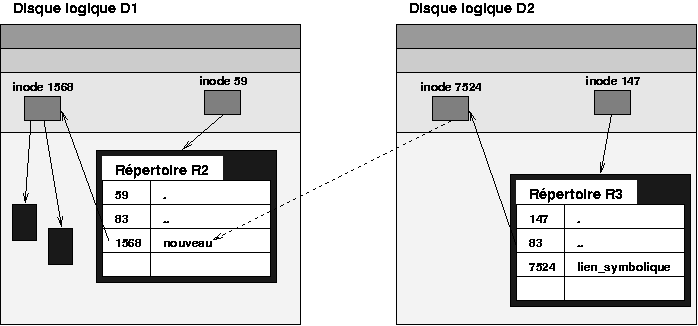 Disque logique D1
Disque logique D2
inode 1568
inode 59
inode 7524
inode 147
Répertoire R2
59 .
83 ..
1568 nouveau
Répertoire R3
147 .
83 ..
7524 lien_symbolique